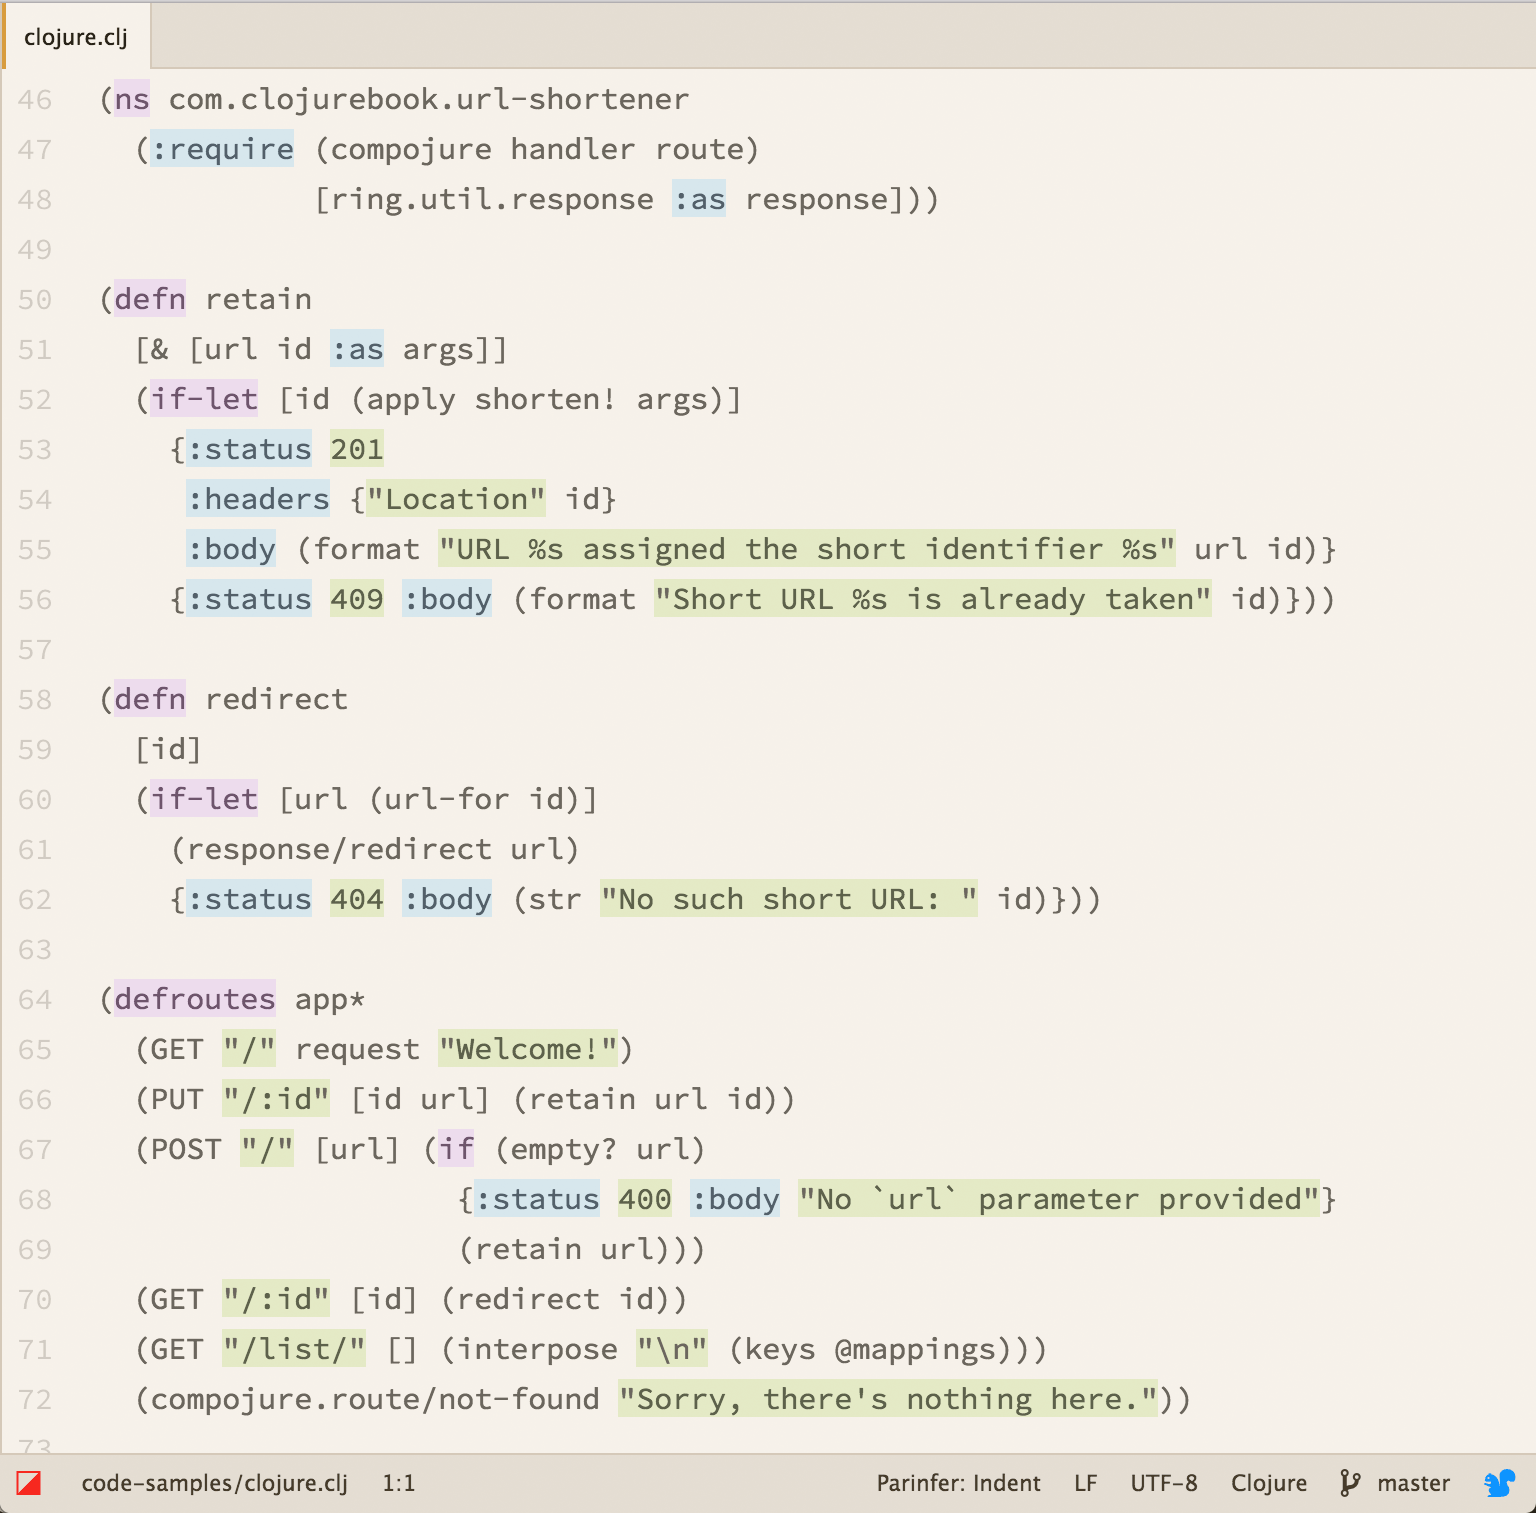 clojure.clj
46 (ns com.clojurebook.url-shortener
47   (:require (compojure handler route)
48             [ring.util.response :as response]))
49
50 (defn retain
51   [& [url id :as args]]
52   (if-let [id (apply shorten! args)]
53     {:status 201
54      :headers {"Location" id}
55      :body (format "URL %s assigned the short identifier %s" url id)}
56     {:status 409 :body (format "Short URL %s is already taken" id)}))
57
58 (defn redirect
59   [id]
60   (if-let [url (url-for id)]
61     (response/redirect url)
62     {:status 404 :body (str "No such short URL: " id)}))
63
64 (defroutes app*
65   (GET "/" request "Welcome!")
66   (PUT "/:id" [id url] (retain url id))
67   (POST "/" [url] (if (empty? url)
68                     {:status 400 :body "No `url` parameter provided"}
69                     (retain url)))
70   (GET "/:id" [id] (redirect id))
71   (GET "/list/" [] (interpose "\n" (keys @mappings)))
72   (compojure.route/not-found "Sorry, there's nothing here."))
73
code-samples/clojure.clj 1:1 Parinfer: Indent LF UTF-8 Clojure master